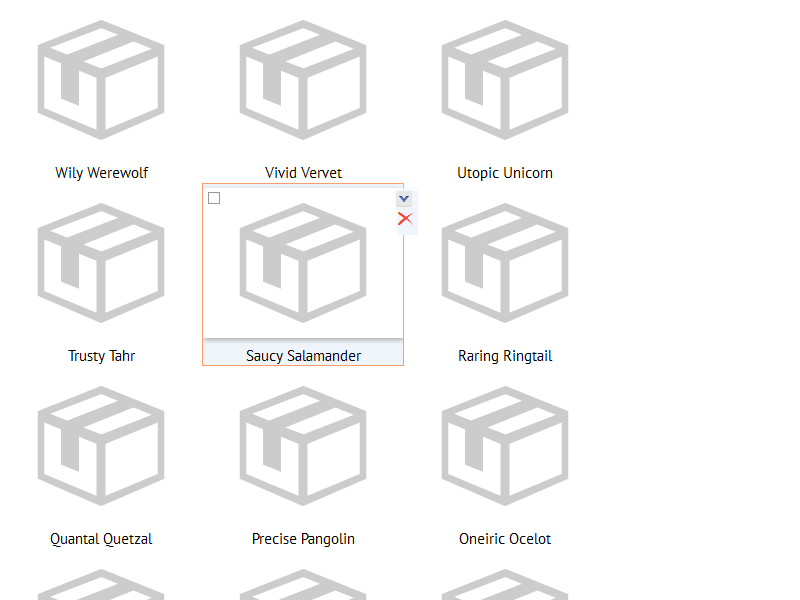 Wily Werewolf
Vivid Vervet
Utopic Unicorn
Trusty Tahr
Saucy Salamander
Raring Ringtail
Quantal Quetzal
Precise Pangolin
Oneiric Ocelot